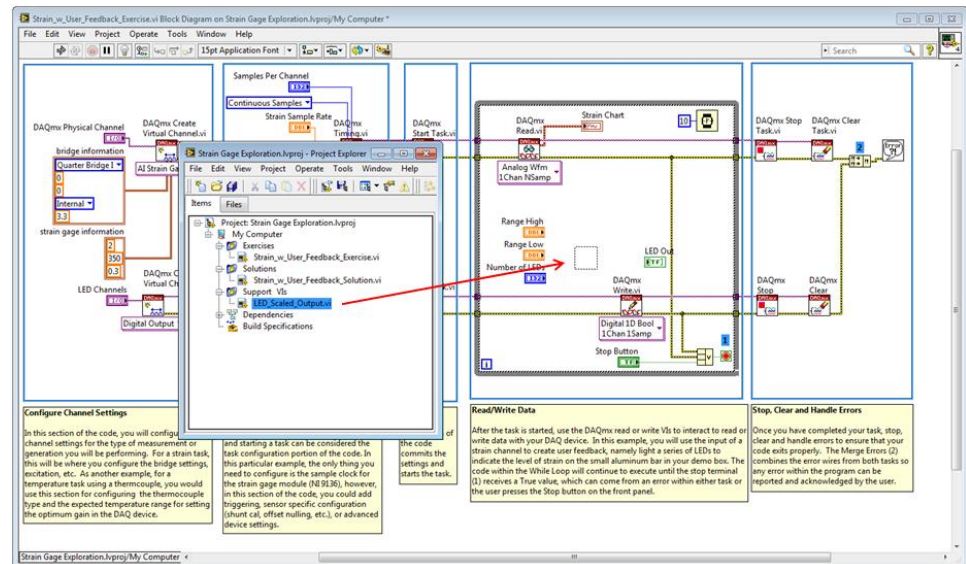 Strain_w_User_Feedback_Exercise.vi Block Diagram on Strain Gage Exploration.lvproj/My Computer *
File Edit View Project Operate Tools Window Help
15pt Application Font
Search
Samples Per Channel
I32
Continuous Samples
Strain Sample Rate
DBL
DAQmx Physical Channel
I/O
DAQmx Create
Virtual Channel.vi
AI Strain Ga
bridge information
Quarter Bridge I
0
0
Internal
3.3
strain gage information
2
350
0.3
DAQmx C
Virtual Ch
LED Channels
I/O
Digital Output
DAQmx
Timing.vi
DAQmx
Start Task.vi
sk.vi
Strain Gage Exploration.lvproj - Project Explorer
File Edit View Project Operate Tools Window Help
Items Files
Project: Strain Gage Exploration.lvproj
My Computer
Exercises
Strain_w_User_Feedback_Exercise.vi
Solutions
Strain_w_User_Feedback_Solution.vi
Support VIs
LED_Scaled_Output.vi
Dependencies
Build Specifications
DAQmx
Read.vi
Strain Chart
10
Analog Wfm
1Chan NSamp
Range High
DBL
Range Low
DBL
Number of LEDs
I32
LED Out
TF
DAQmx
Write.vi
Digital 1D Bool
1Chan 1Samp
Stop Button
TF
1
i
DAQmx Stop
Task.vi
DAQmx Clear
Task.vi
2
DAQmx
Stop
DAQmx
Clear
Configure Channel Settings
In this section of the code, you will configu
channel settings for the type of measurement or
generation you will be performing. For a strain task,
this will be where you configure the bridge settings,
excitation, etc. As another example, for a
temperature task using a thermocouple, you would
use this section for configuring the thermocouple
type and the expected temperature range for setting
the optimum gain in the DAQ device.
and starting a task can be considered the
task configuration portion of the code. In
this particular example, the only thing you
need to configure is the sample clock for
the strain gage module (NI 9136), however,
in this section of the code, you could add
triggering, sensor specific configuration
(shunt cal, offset nulling, etc.), or advanced
device settings.
of
the code
commits the
settings and
starts the task.
Read/Write Data
After the task is started, use the DAQmx read or write VIs to interact to read or
write data with your DAQ device. In this example, you will use the input of a
strain channel to create user feedback, namely light a series of LEDs to
indicate the level of strain on the small aluminum bar in your demo box. The
code within the While Loop will continue to execute until the stop terminal
(1) receives a True value, which can come from an error within either task or
the user presses the Stop button on the front panel.
Stop, Clear and Handle Errors
Once you have completed your task, stop,
clear and handle errors to ensure that your
code exits properly. The Merge Errors (2)
combines the error wires from both tasks so
any error within the program can be
reported and acknowledged by the user.
Strain Gage Exploration.lvproj/My Computer